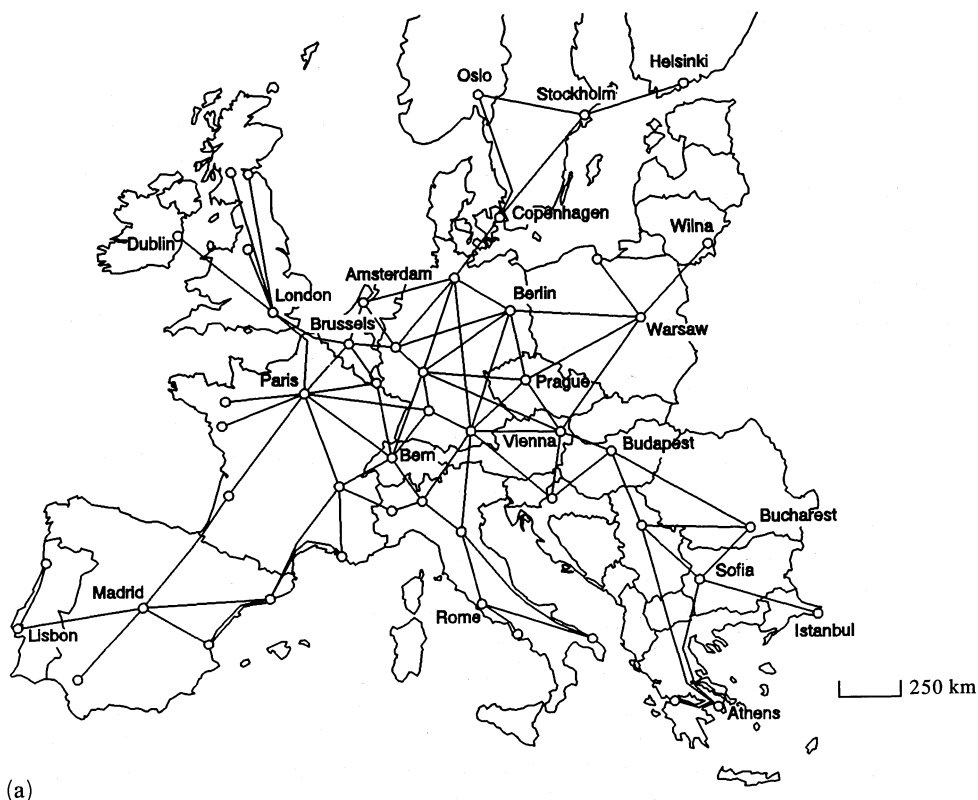 Helsinki
Oslo
Stockholm
Copenhagen
Wilna
Dublin
Amsterdam
London
Berlin
Brussels
Warsaw
Paris
Prague
Vienna
Budapest
Bern
Bucharest
Sofia
Madrid
Rome
Istanbul
Lisbon
250 km
Athens
(a)